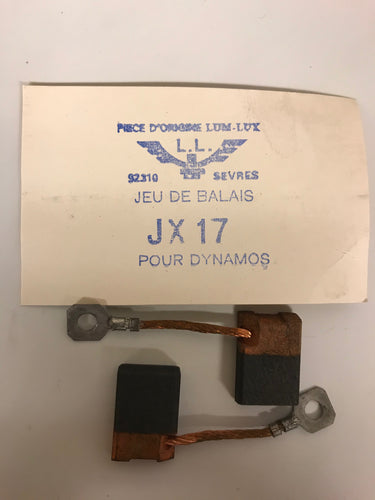 PIECE D'ORIGINE LUM-LUX
L.L.
92310 SEVRES
JEU DE BALAIS
JX 17
POUR DYNAMOS